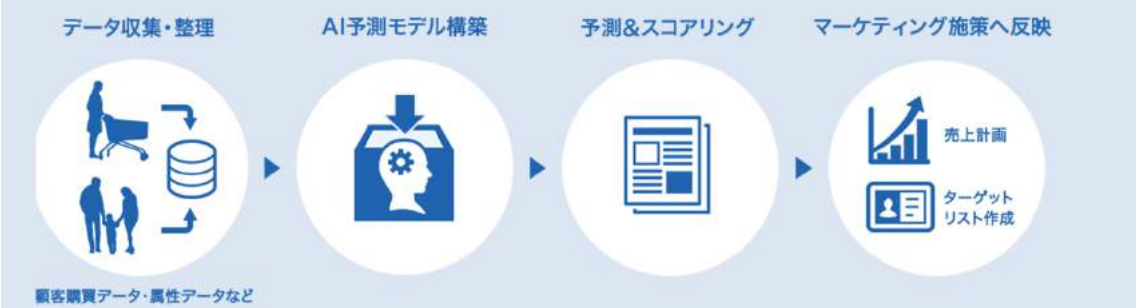 データ収集・整理
AI予測モデル構築
予測&スコアリング
マーケティング施策へ反映
売上計画
ターゲット
リスト作成
顧客購買データ・属性データなど